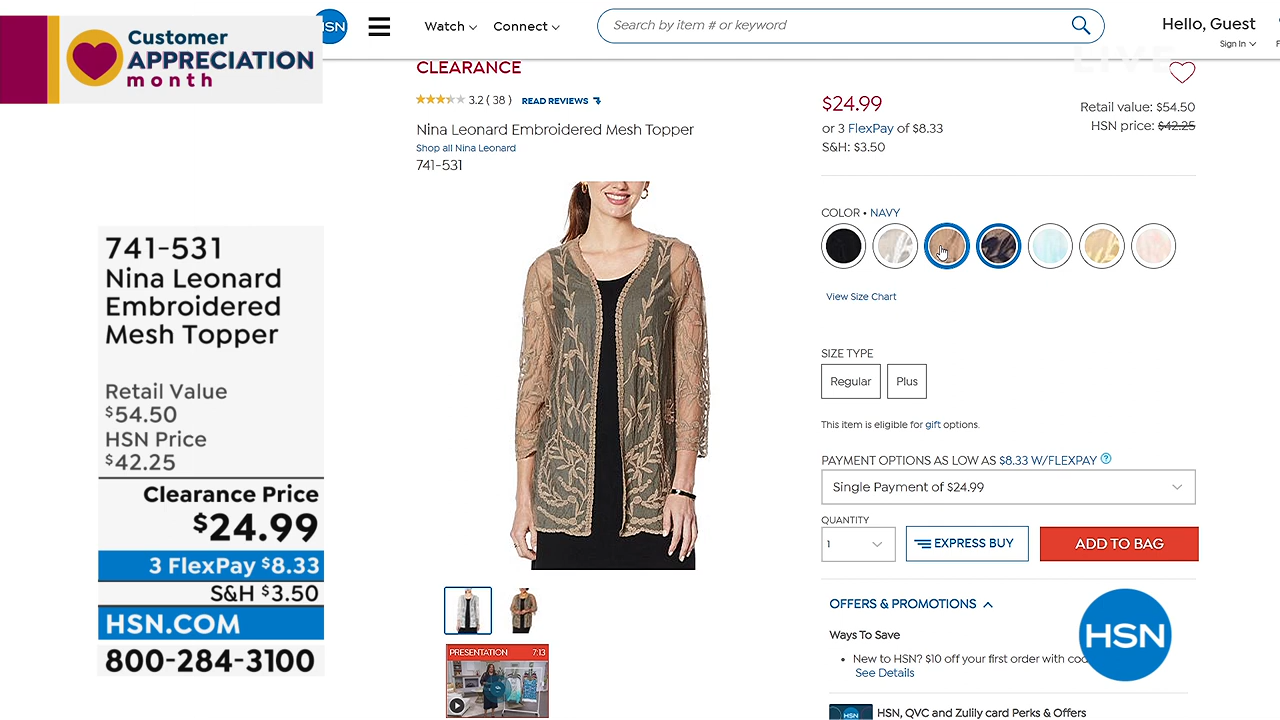 Customer
APPRECIATION
month
HSN
Watch
Connect
Search by item # or keyword
Hello, Guest
Sign In
LIVE
CLEARANCE
3.2 ( 38 ) READ REVIEWS
Nina Leonard Embroidered Mesh Topper
Shop all Nina Leonard
741-531
$24.99
or 3 FlexPay of $8.33
S&H: $3.50
Retail value: $54.50
HSN price: $42.25
COLOR • NAVY
View Size Chart
SIZE TYPE
Regular
Plus
This item is eligible for gift options.
PAYMENT OPTIONS AS LOW AS $8.33 W/FLEXPAY ?
Single Payment of $24.99
QUANTITY
1
EXPRESS BUY
ADD TO BAG
OFFERS & PROMOTIONS
Ways To Save
• New to HSN? $10 off your first order with
See Details
HSN
HSN, QVC and Zulily card Perks & Offers
PRESENTATION 7:13
741-531
Nina Leonard
Embroidered
Mesh Topper
Retail Value
$54.50
HSN Price
$42.25
Clearance Price
$24.99
3 FlexPay $8.33
S&H $3.50
HSN.COM
800-284-3100
HSN